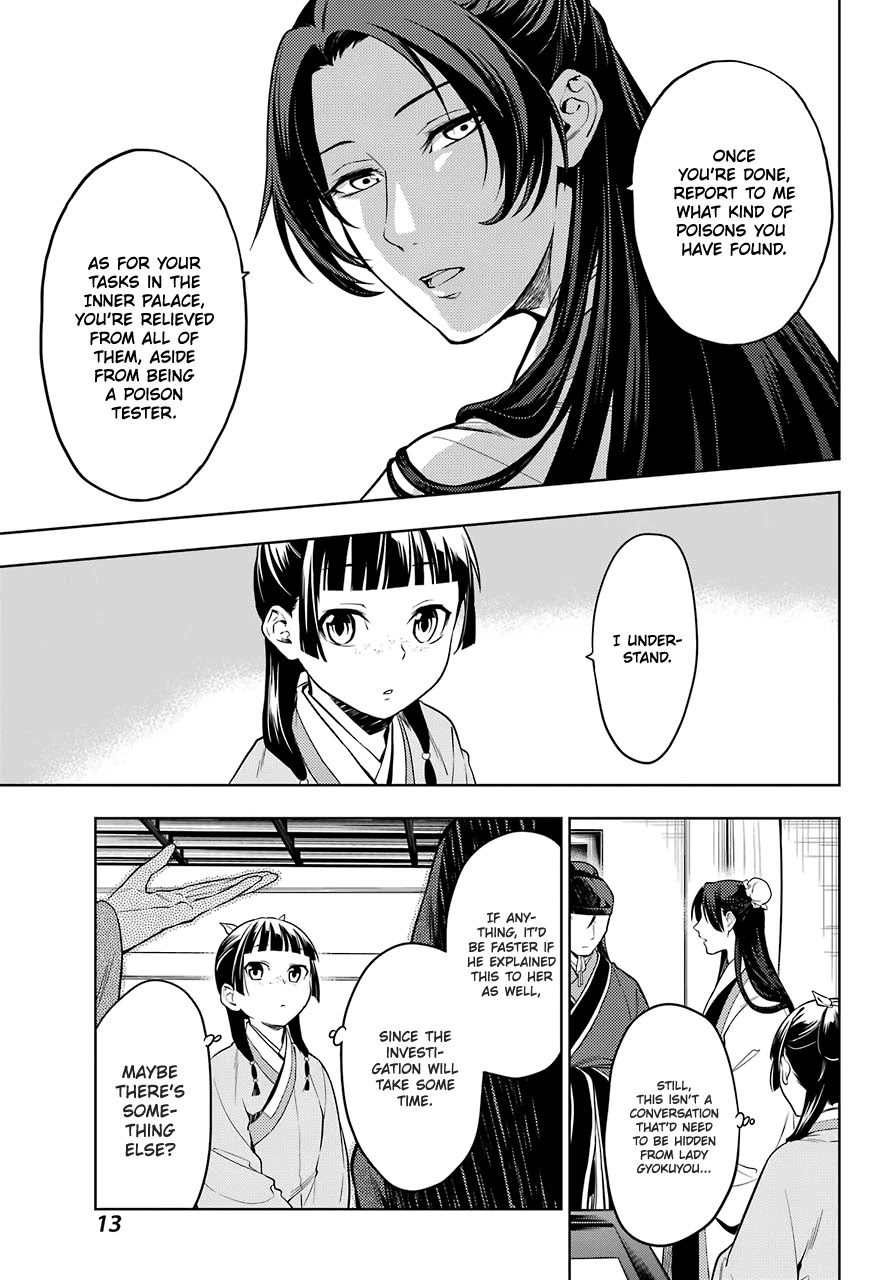 ONCE
YOU'RE DONE,
REPORT TO ME
WHAT KIND OF
POISONS YOU
HAVE FOUND.
AS FOR YOUR
TASKS IN THE
INNER PALACE,
YOU'RE RELIEVED
FROM ALL OF
THEM, ASIDE
FROM BEING
A POISON
TESTER.
I UNDER-
STAND.
STILL,
THIS ISN'T A
CONVERSATION
THAT'D NEED
TO BE HIDDEN
FROM LADY
GYOKUYOU...
IF ANY-
THING, IT'D
BE FASTER IF
HE EXPLAINED
THIS TO HER
AS WELL,
SINCE THE
INVESTI-
GATION WILL
TAKE SOME
TIME.
MAYBE
THERE'S
SOME-
THING
ELSE?
13